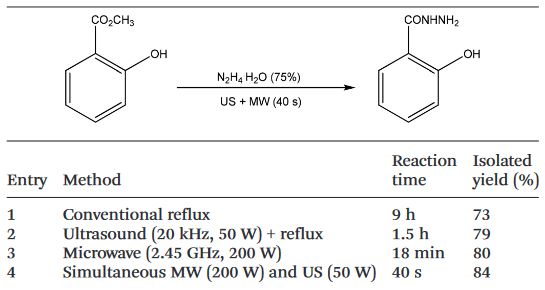 CO₂CH₃
OH
N₂H₄ H₂O (75%)
US + MW (40 s)
CONHNH₂
OH
Entry Method Reaction time Isolated yield (%)
1 Conventional reflux 9 h 73
2 Ultrasound (20 kHz, 50 W) + reflux 1.5 h 79
3 Microwave (2.45 GHz, 200 W) 18 min 80
4 Simultaneous MW (200 W) and US (50 W) 40 s 84